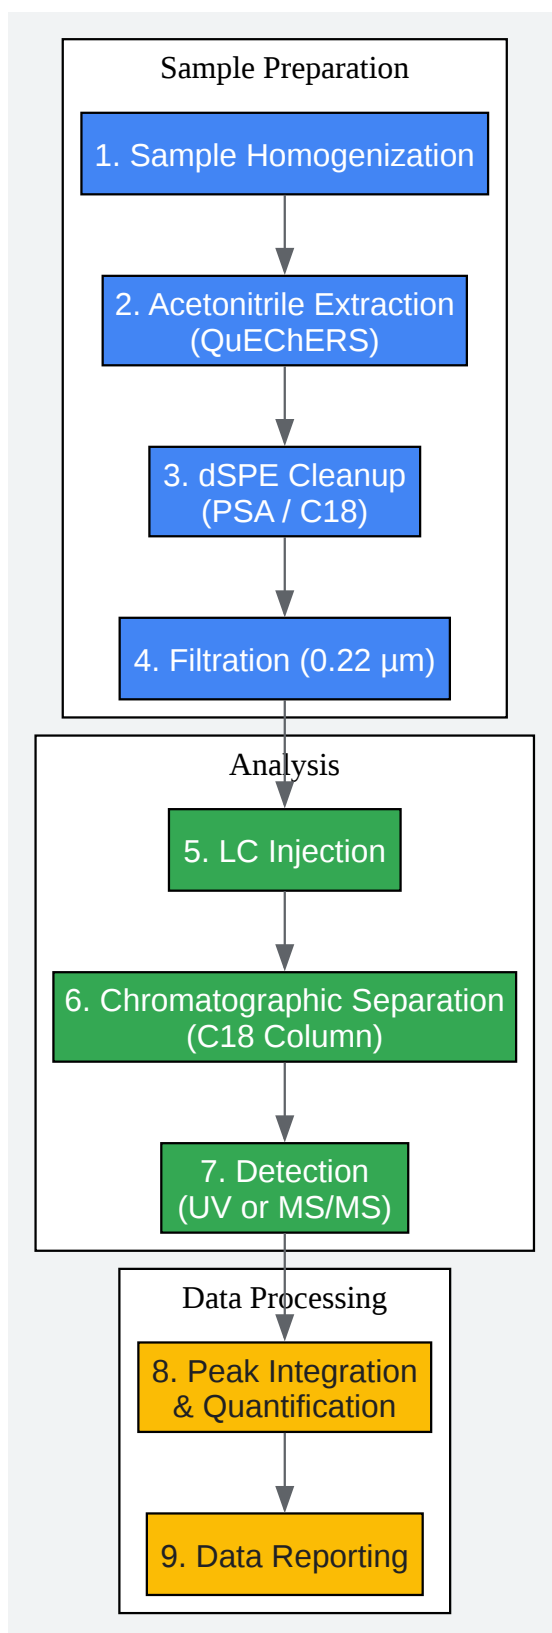 Sample Preparation
1. Sample Homogenization
2. Acetonitrile Extraction
(QuEChERS)
3. dSPE Cleanup
(PSA / C18)
4. Filtration (0.22 µm)
Analysis
5. LC Injection
6. Chromatographic Separation
(C18 Column)
7. Detection
(UV or MS/MS)
Data Processing
8. Peak Integration
& Quantification
9. Data Reporting